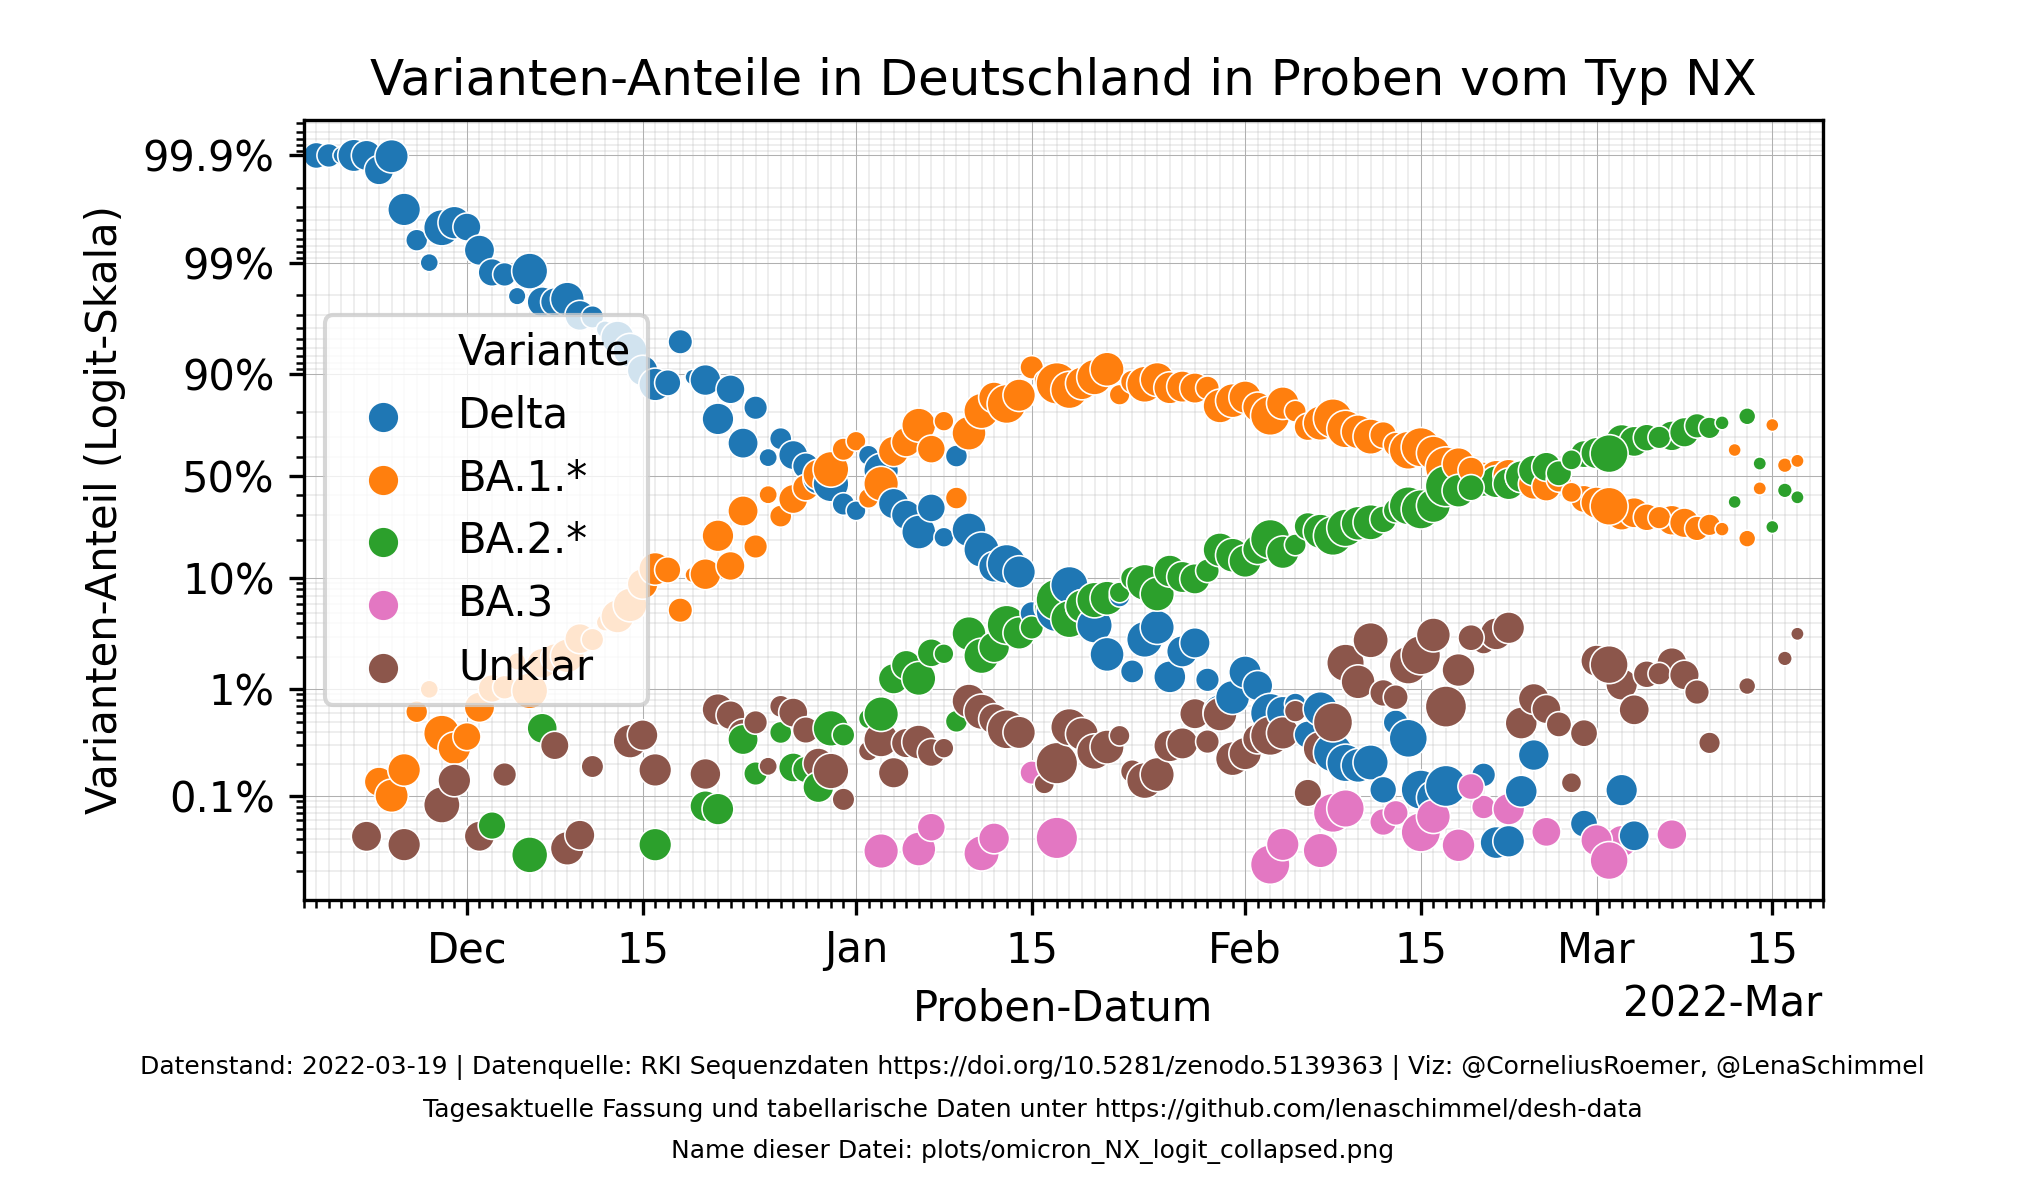 Varianten-Anteile in Deutschland in Proben vom Typ NX
Varianten-Anteil (Logit-Skala)
99.9%
99%
90%
50%
10%
1%
0.1%
Variante
Delta
BA.1.*
BA.2.*
BA.3
Unklar
Dec 15 Jan 15 Feb 15 Mar 15
Proben-Datum
2022-Mar
Datenstand: 2022-03-19 | Datenquelle: RKI Sequenzdaten https://doi.org/10.5281/zenodo.5139363 | Viz: @CorneliusRoemer, @LenaSchimmel
Tagesaktuelle Fassung und tabellarische Daten unter https://github.com/lenaschimmel/desh-data
Name dieser Datei: plots/omicron_NX_logit_collapsed.png